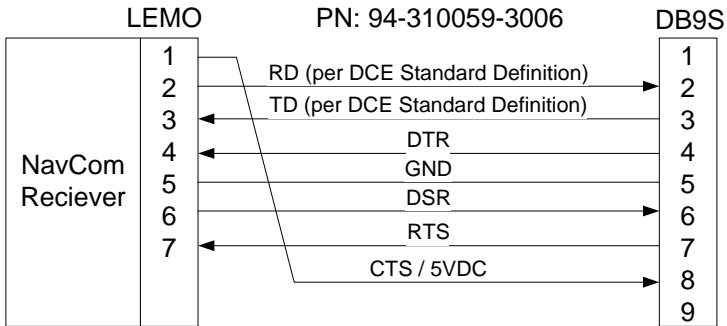 LEMO PN: 94-310059-3006 DB9S
NavCom
Reciever
1
2
3
4
5
6
7
RD (per DCE Standard Definition)
TD (per DCE Standard Definition)
DTR
GND
DSR
RTS
CTS / 5VDC
1
2
3
4
5
6
7
8
9